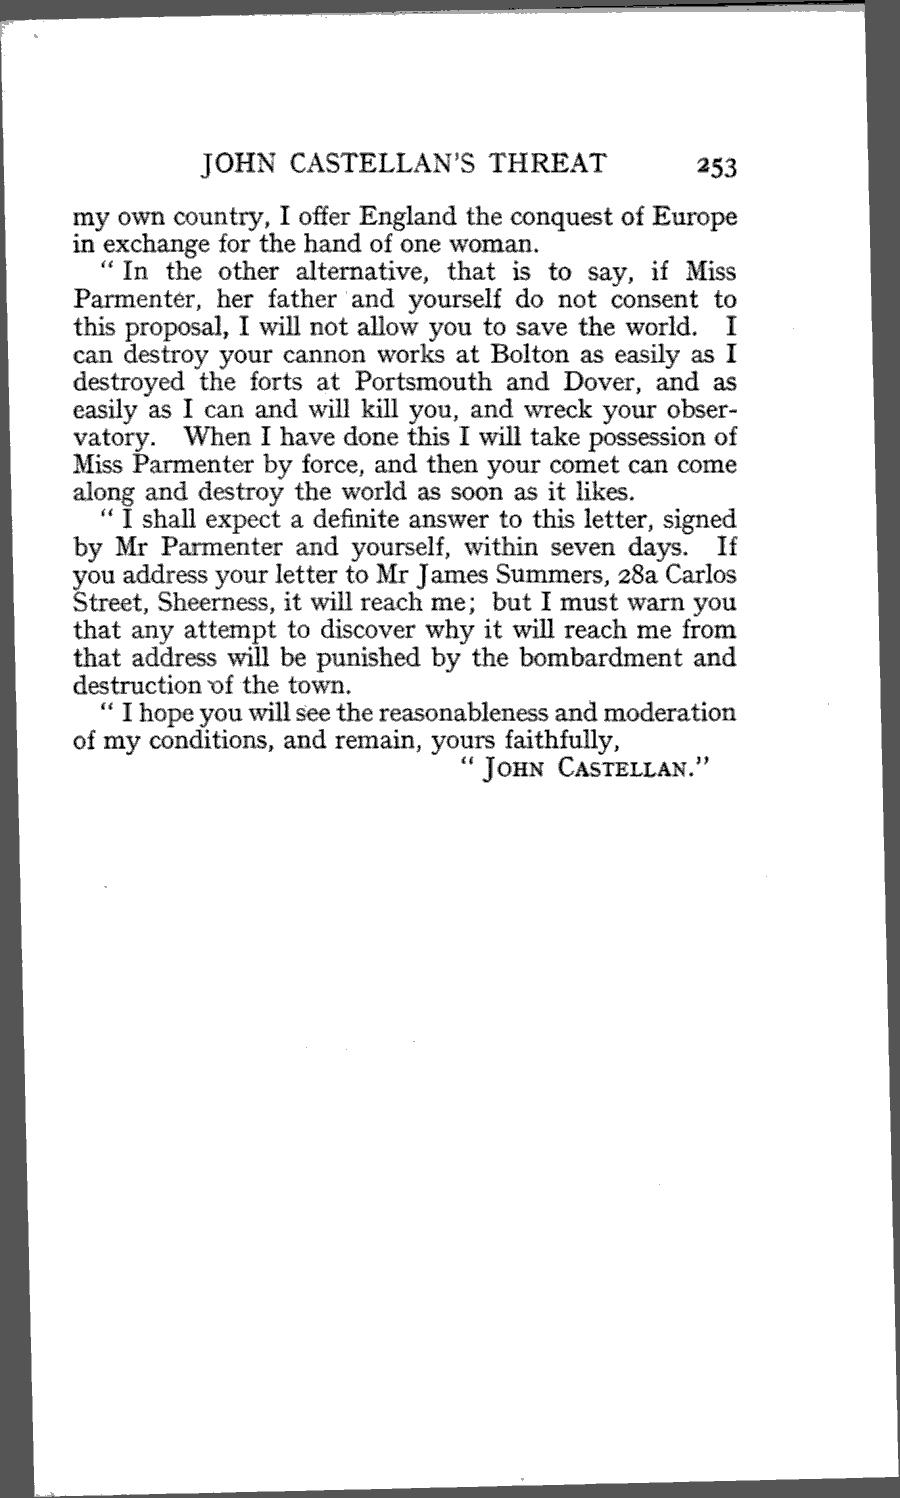 JOHN CASTELLAN'S THREAT 253
my own country, I offer England the conquest of Europe
in exchange for the hand of one woman.
“ In the other alternative, that is to say, if Miss
Parmenter, her father and yourself do not consent to
this proposal, I will not allow you to save the world. I
can destroy your cannon works at Bolton as easily as I
destroyed the forts at Portsmouth and Dover, and as
easily as I can and will kill you, and wreck your obser-
vatory. When I have done this I will take possession of
Miss Parmenter by force, and then your comet can come
along and destroy the world as soon as it likes.
“ I shall expect a definite answer to this letter, signed
by Mr Parmenter and yourself, within seven days. If
you address your letter to Mr James Summers, 28a Carlos
Street, Sheerness, it will reach me; but I must warn you
that any attempt to discover why it will reach me from
that address will be punished by the bombardment and
destruction of the town.
“ I hope you will see the reasonableness and moderation
of my conditions, and remain, yours faithfully,
“ JOHN CASTELLAN.”